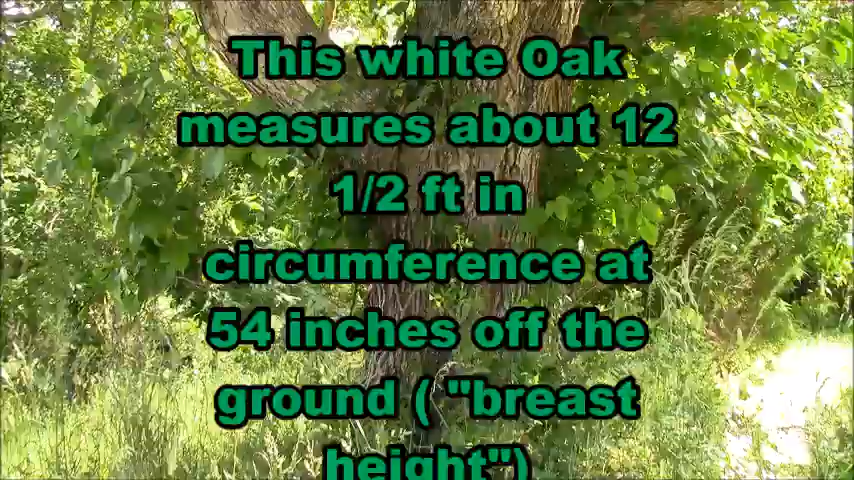 This white Oak
measures about 12
1/2 ft in
circumference at
54 inches off the
ground ( "breast
height")